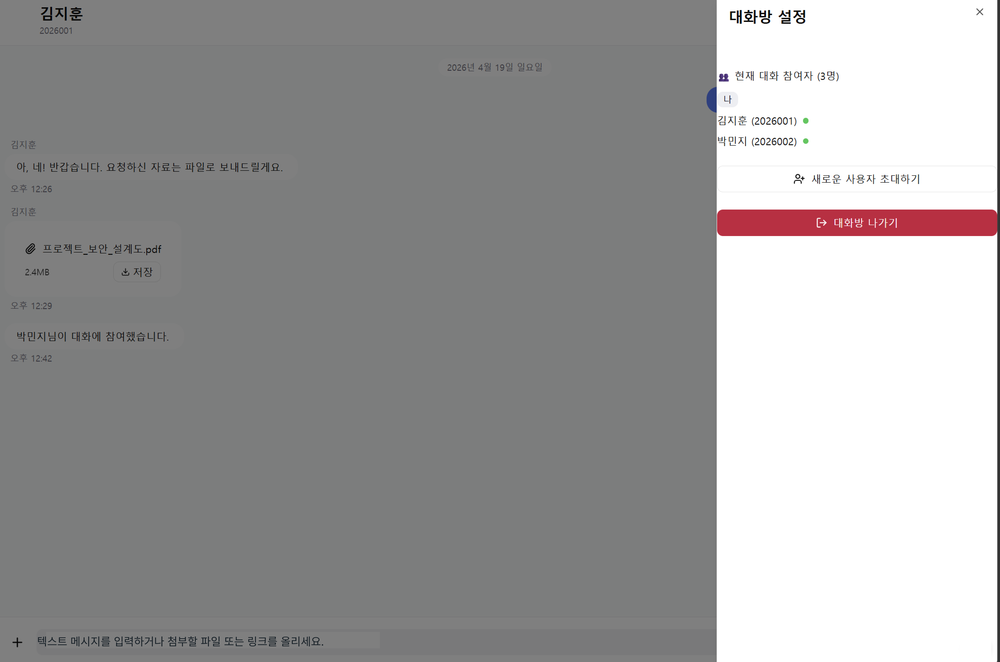 김지훈
2026001
2026년 4월 19일 일요일
김지훈
아, 네! 반갑습니다. 요청하신 자료는 파일로 보내드릴게요.
오후 12:26
김지훈
프로젝트_보안_설계도.pdf
2.4MB
저장
오후 12:29
박민지님이 대화에 참여했습니다.
오후 12:42
텍스트 메시지를 입력하거나 첨부할 파일 또는 링크를 올리세요.
대화방 설정
현재 대화 참여자 (3명)
나
김지훈 (2026001)
박민지 (2026002)
새로운 사용자 초대하기
대화방 나가기